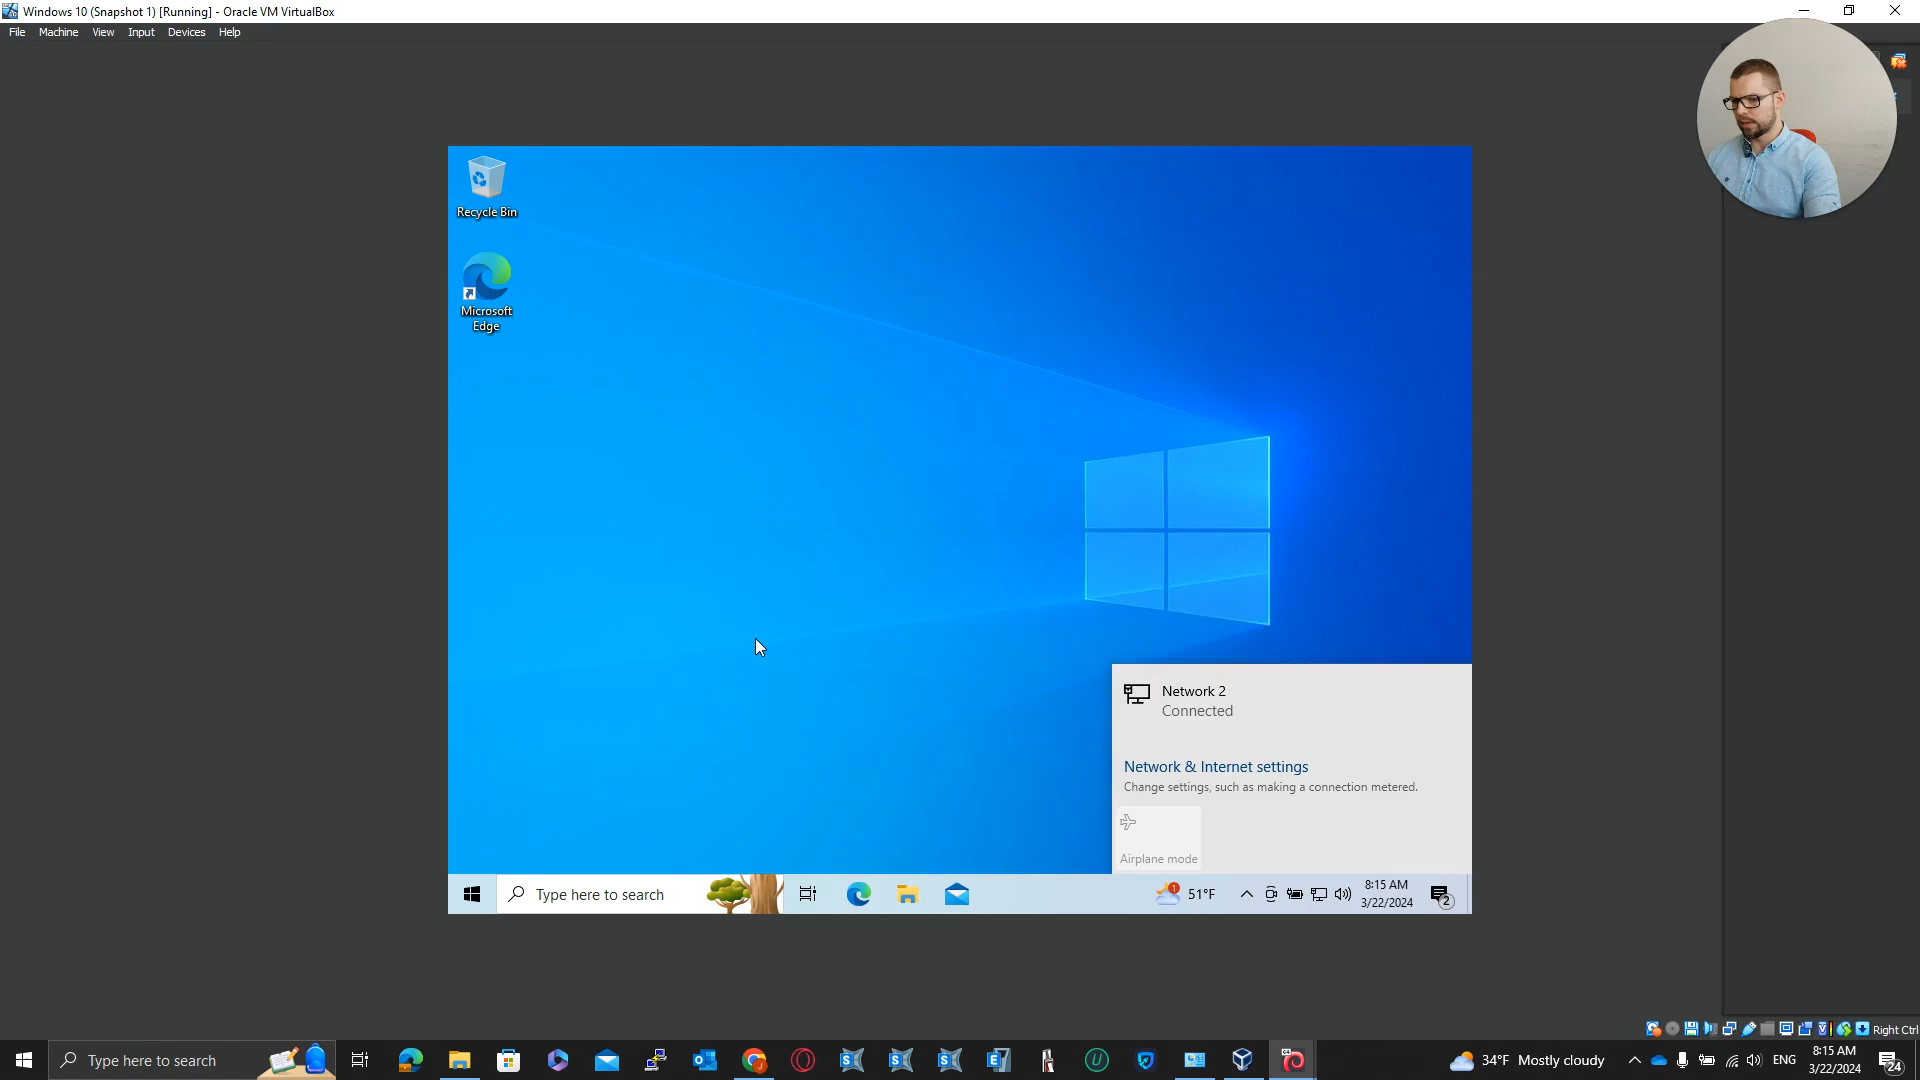 Windows 10 (Snapshot 1) [Running] - Oracle VM VirtualBox
File Machine View Input Devices Help
Recycle Bin
Microsoft
Edge
Network 2
Connected
Network & Internet settings
Change settings, such as making a connection metered.
Airplane mode
Type here to search
1
51°F
8:15 AM
3/22/2024
2
Right Ctrl
Type here to search
34°F Mostly cloudy
ENG
8:15 AM
3/22/2024
24